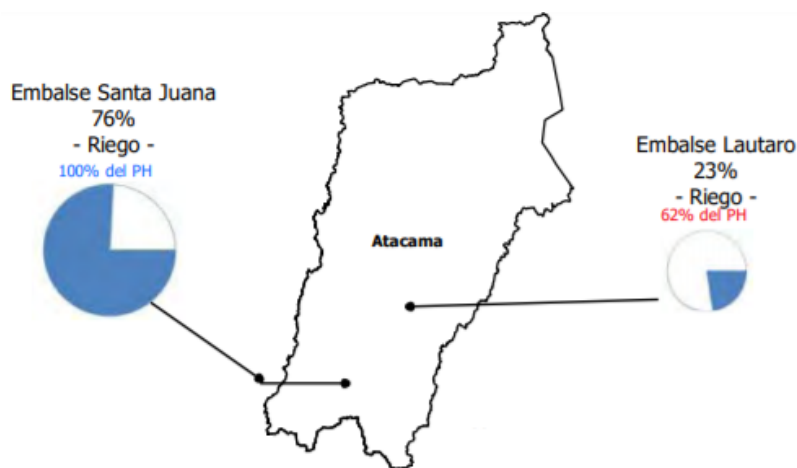 Embalse Santa Juana
76%
- Riego -
100% del PH
Embalse Lautaro
23%
- Riego -
62% del PH
Atacama